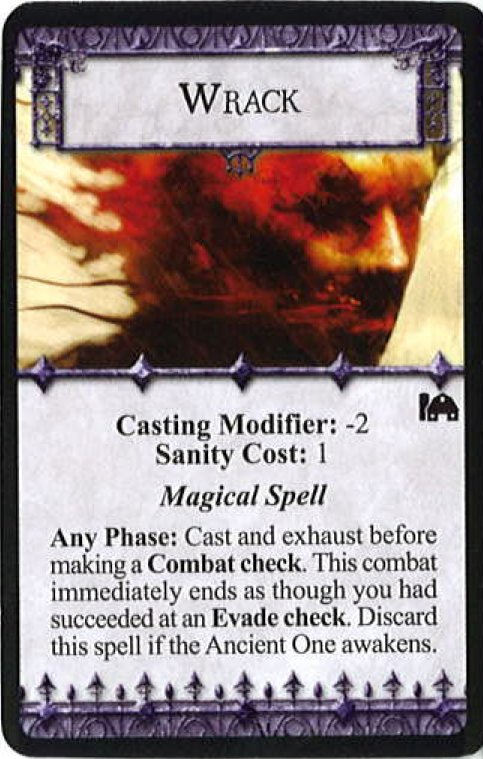 WRACK
Casting Modifier: -2
Sanity Cost: 1
Magical Spell
Any Phase: Cast and exhaust before
making a Combat check. This combat
immediately ends as though you had
succeeded at an Evade check. Discard
this spell if the Ancient One awakens.